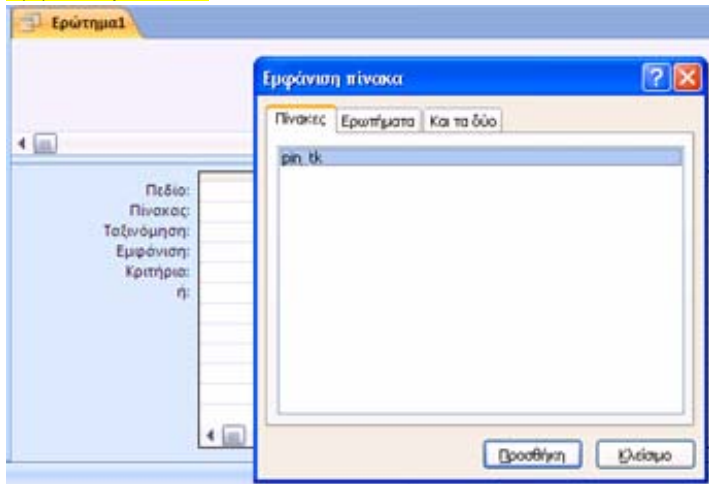 Ερώτημα1
Εμφάνιση πίνακα
Πίνακες Ερωτήματα Και τα δύο
pin_tk
Πεδίο:
Πίνακας:
Ταξινόμηση:
Εμφάνιση:
Κριτήρια:
ή:
Προσθήκη Κλείσιμο